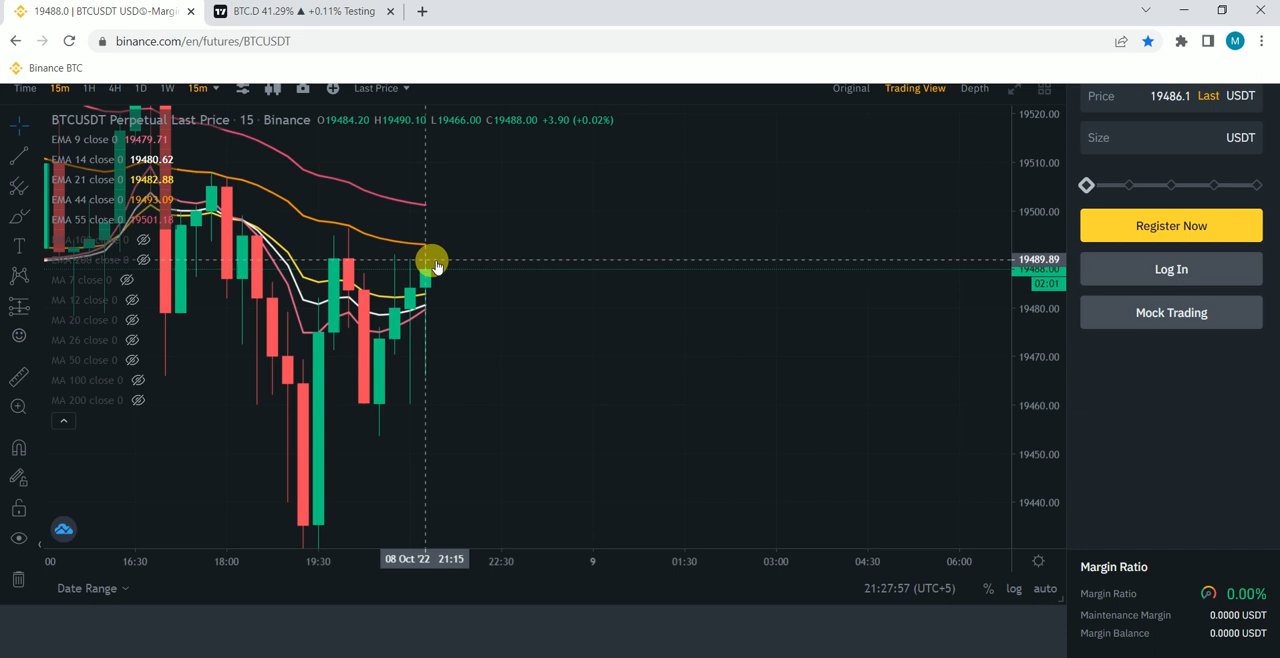 19488.0 | BTCUSDT USDⓈ-Margi
BTC.D 41.29% ▲ +0.11% Testing
binance.com/en/futures/BTCUSDT
M
Binance BTC
Time 15m 1H 4H 1D 1W 15m Last Price Original Trading View Depth
BTCUSDT Perpetual Last Price · 15 · Binance O19484.20 H19490.10 L19466.00 C19488.00 +3.90 (+0.02%)
EMA 9 close 0 19479.71
EMA 14 close 0 19480.62
EMA 21 close 0 19482.88
EMA 44 close 0 19493.09
EMA 55 close 0 19501.18
close 0
close 0
MA 7 close 0
MA 12 close 0
MA 20 close 0
MA 26 close 0
MA 50 close 0
MA 100 close 0
MA 200 close 0
19520.00
19510.00
19500.00
19489.89
19488.00
02:01
19480.00
19470.00
19460.00
19450.00
19440.00
00 16:30 18:00 19:30 08 Oct '22 21:15 22:30 9 01:30 03:00 04:30 06:00
Date Range 21:27:57 (UTC+5) % log auto
Price 19486.1 Last USDT
Size USDT
Register Now
Log In
Mock Trading
Margin Ratio
Margin Ratio 0.00%
Maintenance Margin 0.0000 USDT
Margin Balance 0.0000 USDT